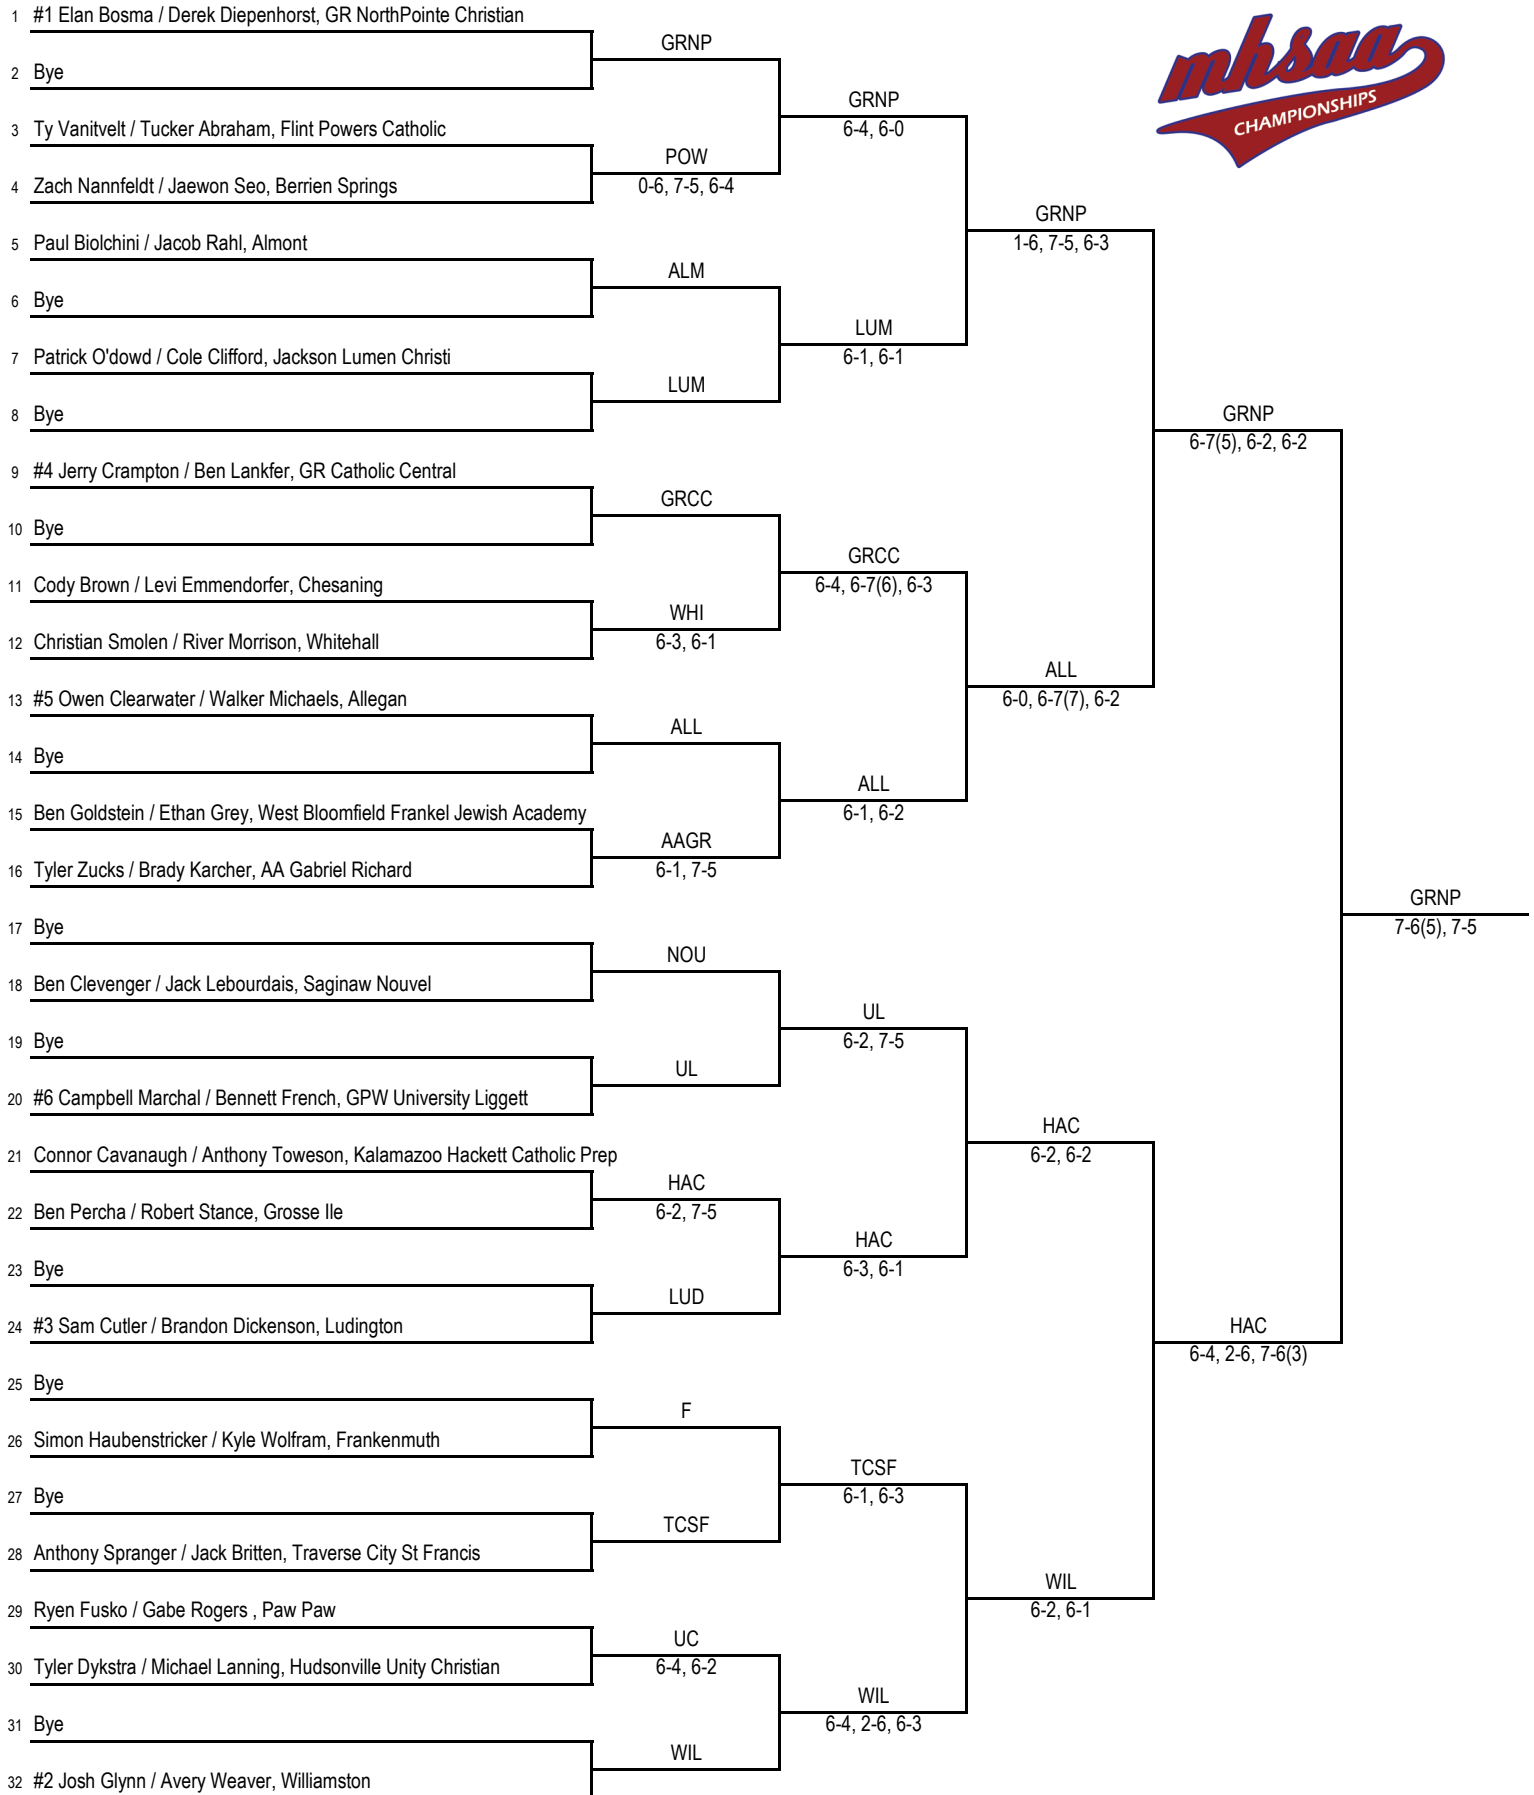 1 #1 Elan Bosma / Derek Diepenhorst, GR NorthPointe Christian
mhsaa
CHAMPIONSHIPS
GRNP
2 Bye
GRNP
6-4, 6-0
3 Ty Vanitvelt / Tucker Abraham, Flint Powers Catholic
POW
0-6, 7-5, 6-4
4 Zach Nannfeldt / Jaewon Seo, Berrien Springs
GRNP
1-6, 7-5, 6-3
5 Paul Biolchini / Jacob Rahl, Almont
ALM
6 Bye
LUM
6-1, 6-1
7 Patrick O'dowd / Cole Clifford, Jackson Lumen Christi
LUM
8 Bye
GRNP
6-7(5), 6-2, 6-2
9 #4 Jerry Crampton / Ben Lankfer, GR Catholic Central
GRCC
10 Bye
GRCC
6-4, 6-7(6), 6-3
11 Cody Brown / Levi Emmendorfer, Chesaning
WHI
6-3, 6-1
12 Christian Smolen / River Morrison, Whitehall
ALL
6-0, 6-7(7), 6-2
13 #5 Owen Clearwater / Walker Michaels, Allegan
ALL
14 Bye
ALL
6-1, 6-2
15 Ben Goldstein / Ethan Grey, West Bloomfield Frankel Jewish Academy
AAGR
6-1, 7-5
16 Tyler Zucks / Brady Karcher, AA Gabriel Richard
GRNP
7-6(5), 7-5
17 Bye
NOU
18 Ben Clevenger / Jack Lebourdais, Saginaw Nouvel
UL
6-2, 7-5
19 Bye
UL
20 #6 Campbell Marchal / Bennett French, GPW University Liggett
HAC
6-2, 6-2
21 Connor Cavanaugh / Anthony Toweson, Kalamazoo Hackett Catholic Prep
HAC
6-2, 7-5
22 Ben Percha / Robert Stance, Grosse Ile
HAC
6-3, 6-1
23 Bye
LUD
24 #3 Sam Cutler / Brandon Dickenson, Ludington
HAC
6-4, 2-6, 7-6(3)
25 Bye
F
26 Simon Haubenstricker / Kyle Wolfram, Frankenmuth
TCSF
6-1, 6-3
27 Bye
TCSF
28 Anthony Spranger / Jack Britten, Traverse City St Francis
WIL
6-2, 6-1
29 Ryen Fusko / Gabe Rogers , Paw Paw
UC
6-4, 6-2
30 Tyler Dykstra / Michael Lanning, Hudsonville Unity Christian
WIL
6-4, 2-6, 6-3
31 Bye
WIL
32 #2 Josh Glynn / Avery Weaver, Williamston